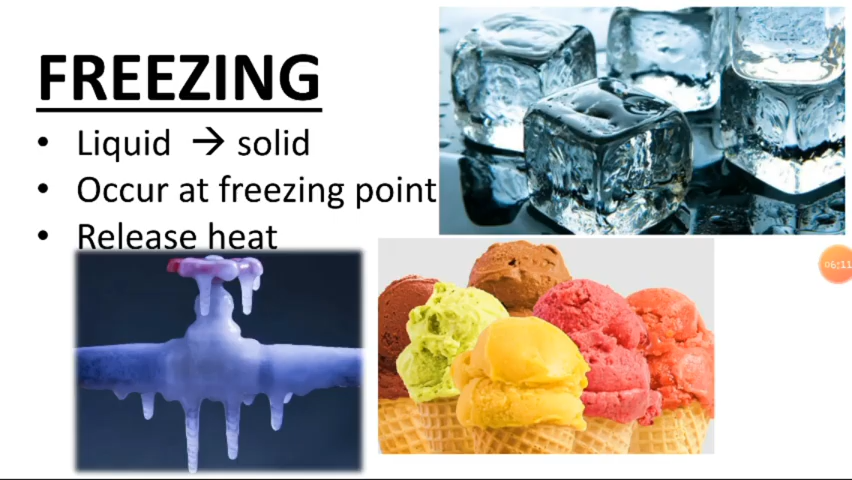 FREEZING
• Liquid → solid
• Occur at freezing point
• Release heat
06:11